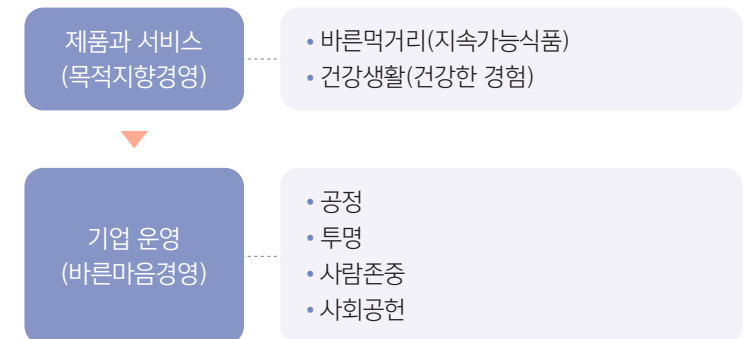 제품과 서비스
(목적지향경영)
• 바른먹거리(지속가능식품)
• 건강생활(건강한 경험)
기업 운영
(바른마음경영)
• 공정
• 투명
• 사람존중
• 사회공헌